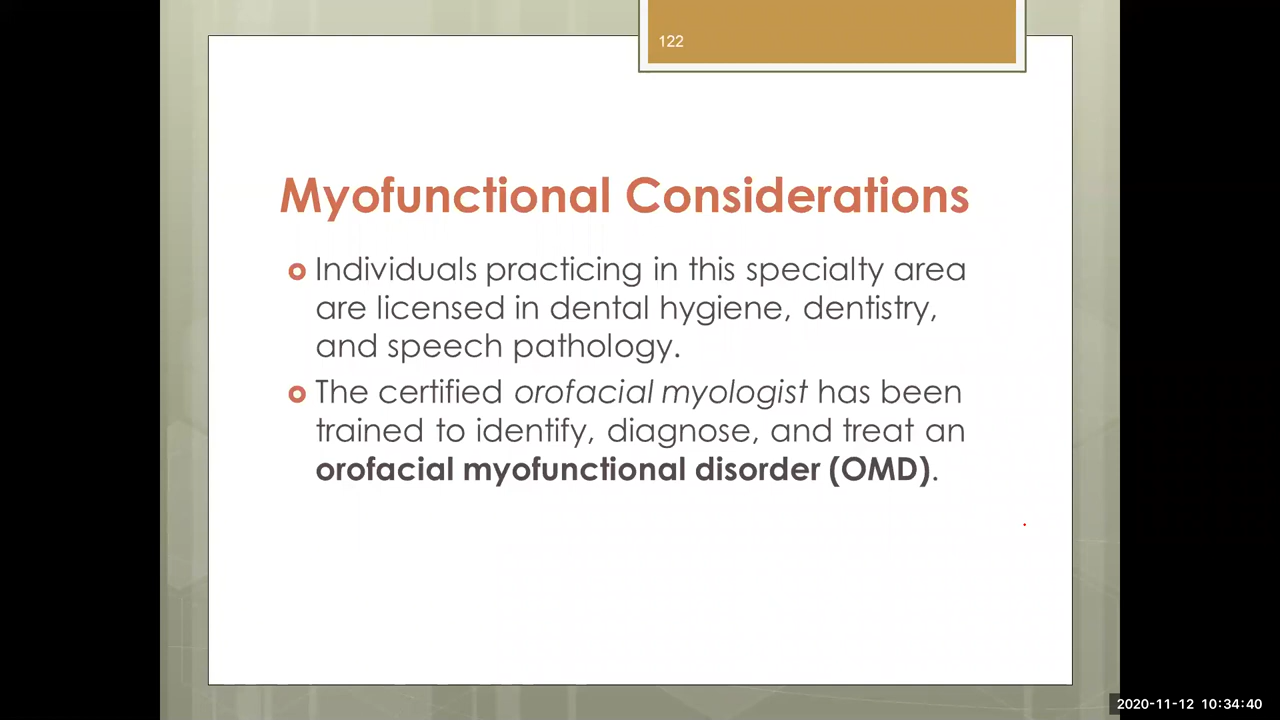 122
Myofunctional Considerations
Individuals practicing in this specialty area
are licensed in dental hygiene, dentistry,
and speech pathology.
The certified orofacial myologist has been
trained to identify, diagnose, and treat an
orofacial myofunctional disorder (OMD).
2020-11-12 10:34:40